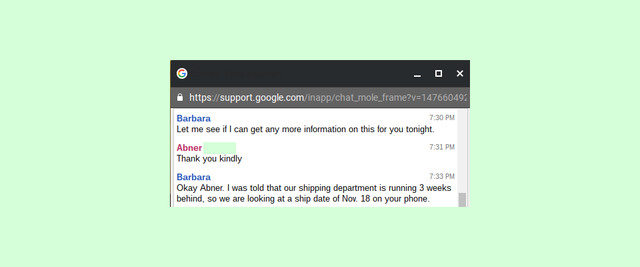 https://support.google.com/inapp/chat_mole_frame?v=14766049
Barbara 7:30 PM
Let me see if I can get any more information on this for you tonight.
Abner 7:31 PM
Thank you kindly
Barbara 7:33 PM
Okay Abner. I was told that our shipping department is running 3 weeks
behind, so we are looking at a ship date of Nov. 18 on your phone.